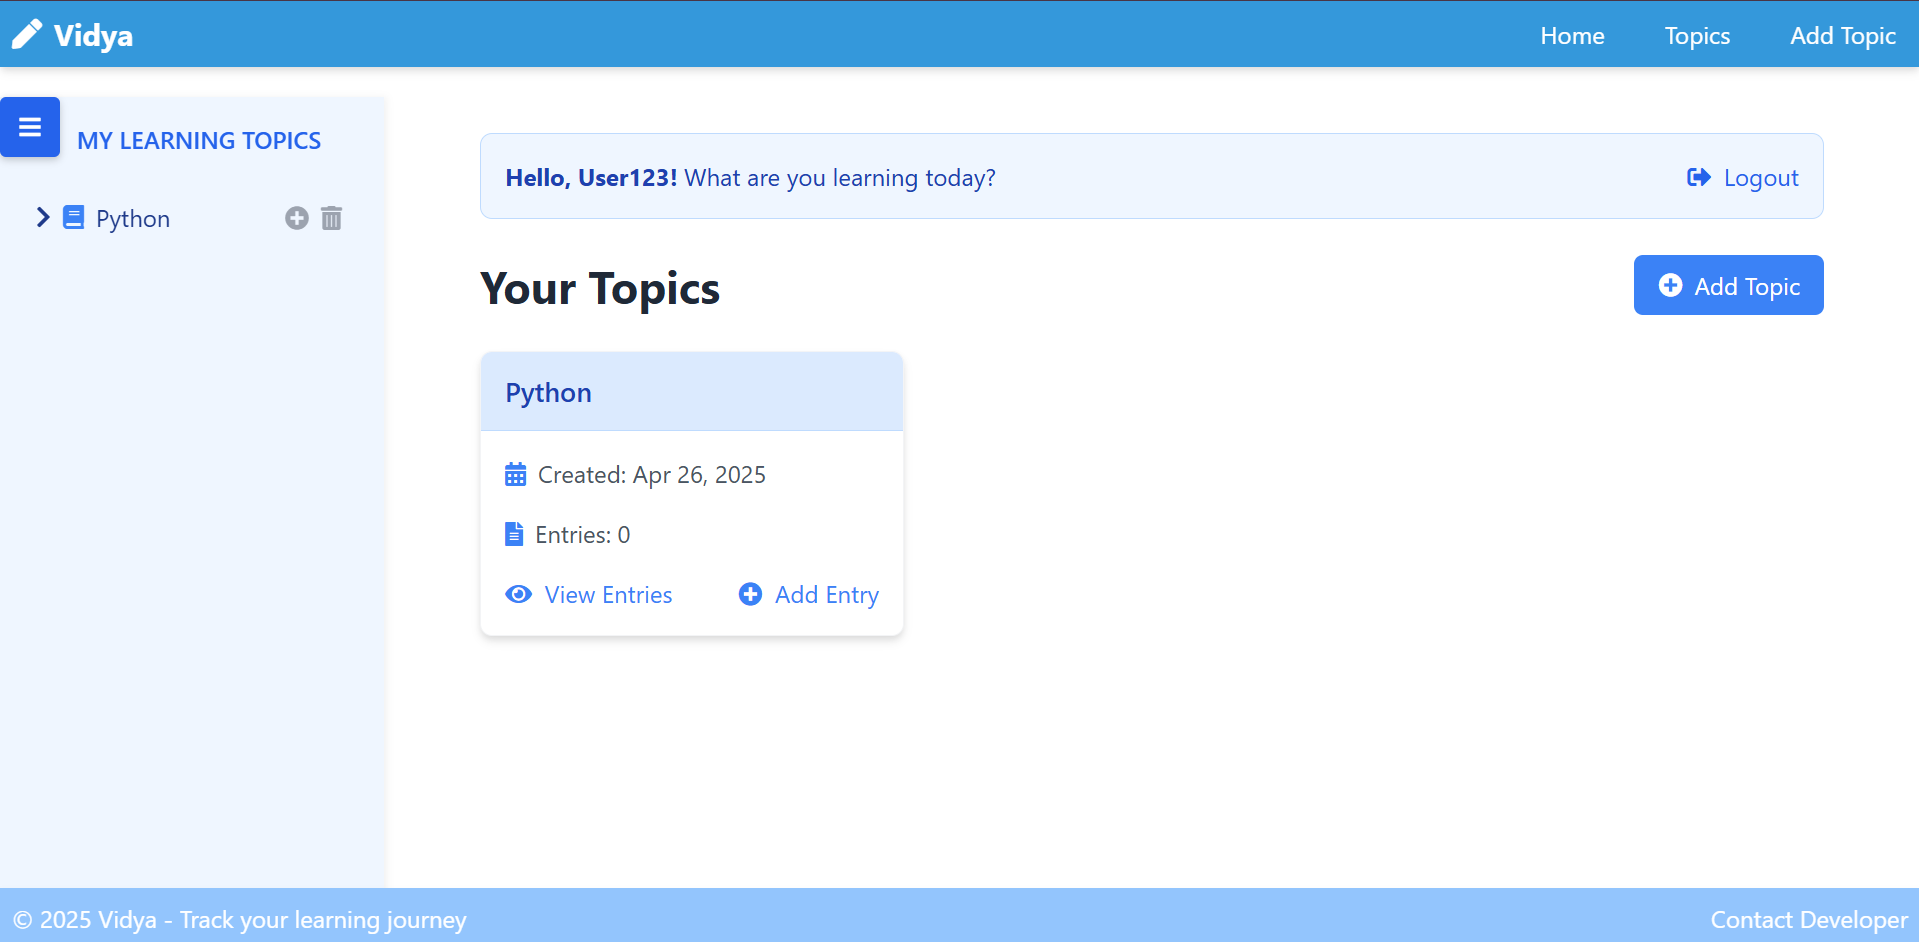 Vidya
Home
Topics
Add Topic
MY LEARNING TOPICS
Python
Hello, User123! What are you learning today?
Logout
Your Topics
Add Topic
Python
Created: Apr 26, 2025
Entries: 0
View Entries
Add Entry
© 2025 Vidya - Track your learning journey
Contact Developer